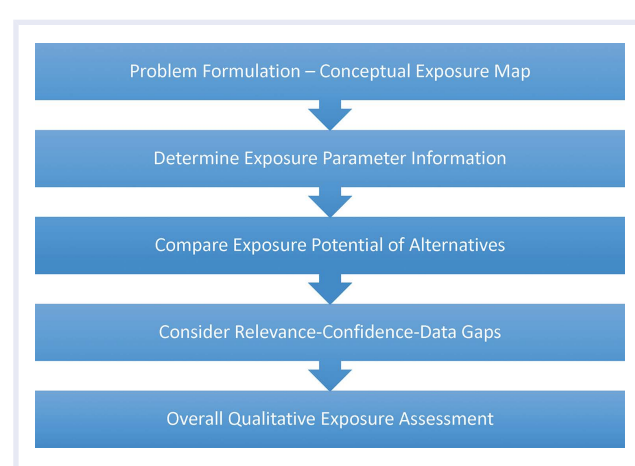 Problem Formulation – Conceptual Exposure Map
Determine Exposure Parameter Information
Compare Exposure Potential of Alternatives
Consider Relevance-Confidence-Data Gaps
Overall Qualitative Exposure Assessment